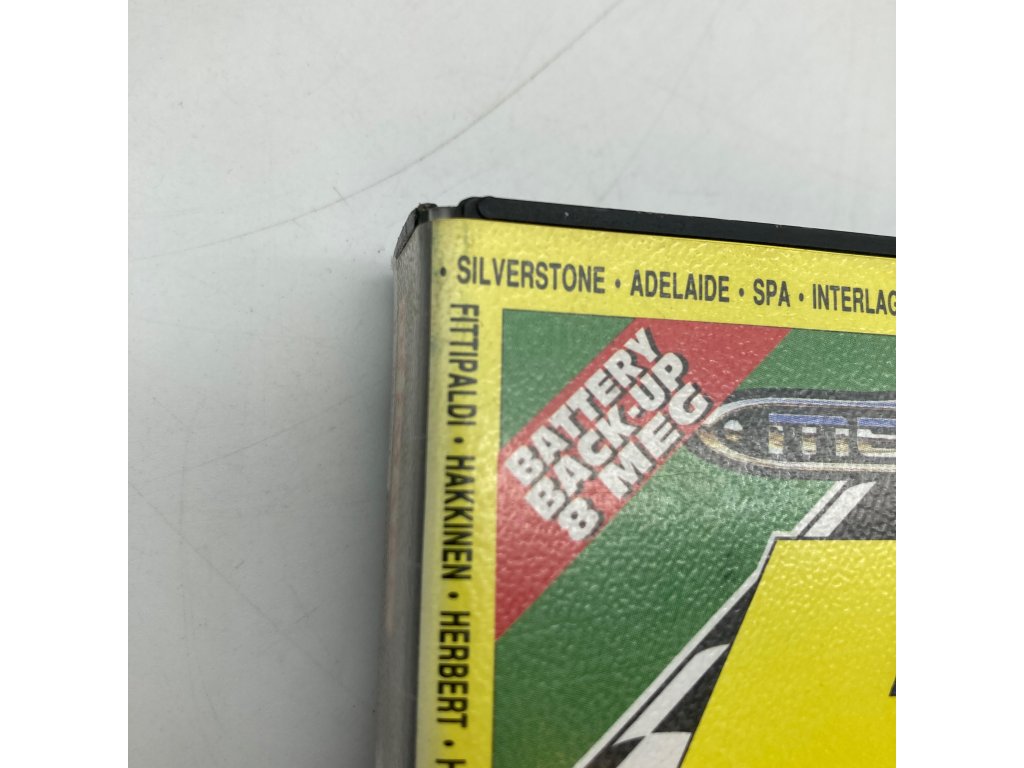 · SILVERSTONE · ADELAIDE · SPA · INTERLAG
FITTIPALDI · HAKKINEN · HERBERT · H
BATTERY
BACK-UP
8 MEG